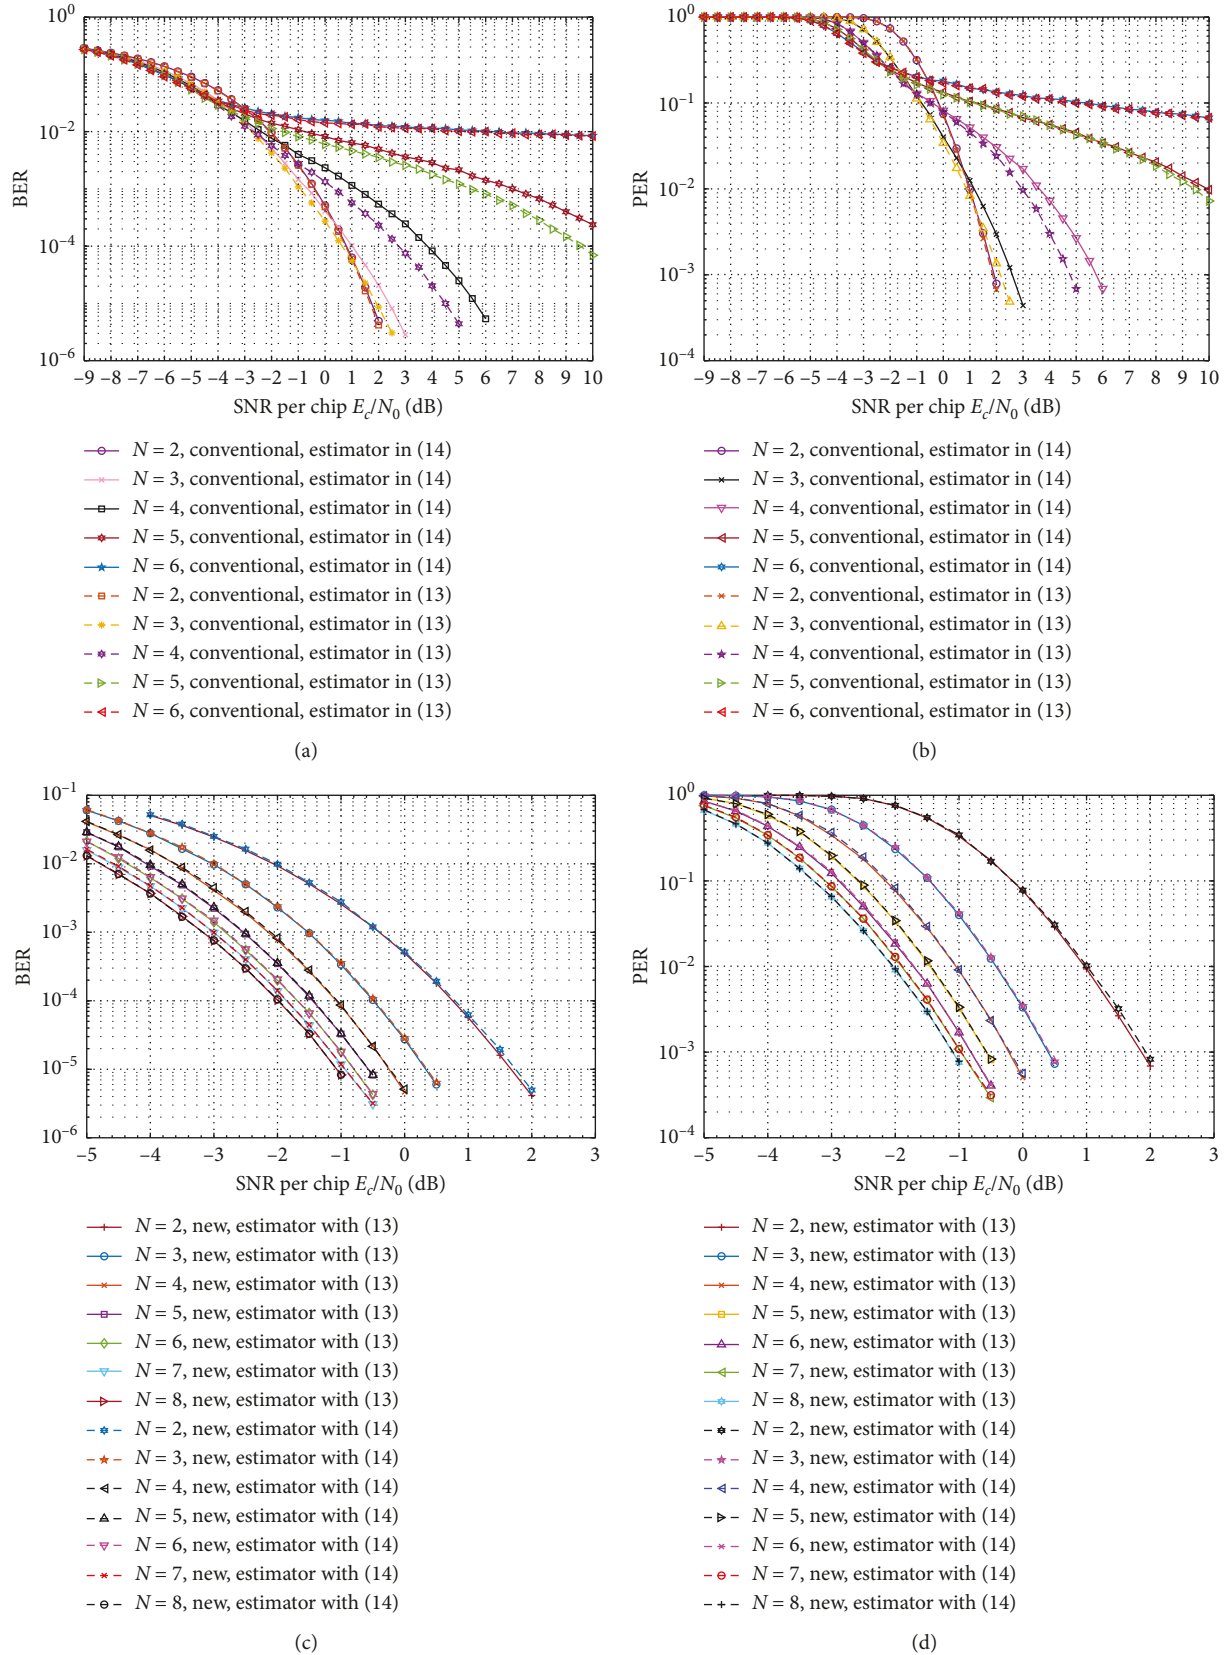 10⁰
10⁻²
10⁻⁴
10⁻⁶
BER
–9 –8 –7 –6 –5 –4 –3 –2 –1 0 1 2 3 4 5 6 7 8 9 10
SNR per chip E_c/N_0 (dB)
N = 2, conventional, estimator in (14)
N = 3, conventional, estimator in (14)
N = 4, conventional, estimator in (14)
N = 5, conventional, estimator in (14)
N = 6, conventional, estimator in (14)
N = 2, conventional, estimator in (13)
N = 3, conventional, estimator in (13)
N = 4, conventional, estimator in (13)
N = 5, conventional, estimator in (13)
N = 6, conventional, estimator in (13)
(a)
10⁰
10⁻¹
10⁻²
10⁻³
10⁻⁴
PER
–9 –8 –7 –6 –5 –4 –3 –2 –1 0 1 2 3 4 5 6 7 8 9 10
SNR per chip E_c/N_0 (dB)
N = 2, conventional, estimator in (14)
N = 3, conventional, estimator in (14)
N = 4, conventional, estimator in (14)
N = 5, conventional, estimator in (14)
N = 6, conventional, estimator in (14)
N = 2, conventional, estimator in (13)
N = 3, conventional, estimator in (13)
N = 4, conventional, estimator in (13)
N = 5, conventional, estimator in (13)
N = 6, conventional, estimator in (13)
(b)
10⁻¹
10⁻²
10⁻³
10⁻⁴
10⁻⁵
10⁻⁶
BER
–5 –4 –3 –2 –1 0 1 2 3
SNR per chip E_c/N_0 (dB)
N = 2, new, estimator with (13)
N = 3, new, estimator with (13)
N = 4, new, estimator with (13)
N = 5, new, estimator with (13)
N = 6, new, estimator with (13)
N = 7, new, estimator with (13)
N = 8, new, estimator with (13)
N = 2, new, estimator with (14)
N = 3, new, estimator with (14)
N = 4, new, estimator with (14)
N = 5, new, estimator with (14)
N = 6, new, estimator with (14)
N = 7, new, estimator with (14)
N = 8, new, estimator with (14)
(c)
10⁰
10⁻¹
10⁻²
10⁻³
10⁻⁴
PER
–5 –4 –3 –2 –1 0 1 2 3
SNR per chip E_c/N_0 (dB)
N = 2, new, estimator with (13)
N = 3, new, estimator with (13)
N = 4, new, estimator with (13)
N = 5, new, estimator with (13)
N = 6, new, estimator with (13)
N = 7, new, estimator with (13)
N = 8, new, estimator with (13)
N = 2, new, estimator with (14)
N = 3, new, estimator with (14)
N = 4, new, estimator with (14)
N = 5, new, estimator with (14)
N = 6, new, estimator with (14)
N = 7, new, estimator with (14)
N = 8, new, estimator with (14)
(d)